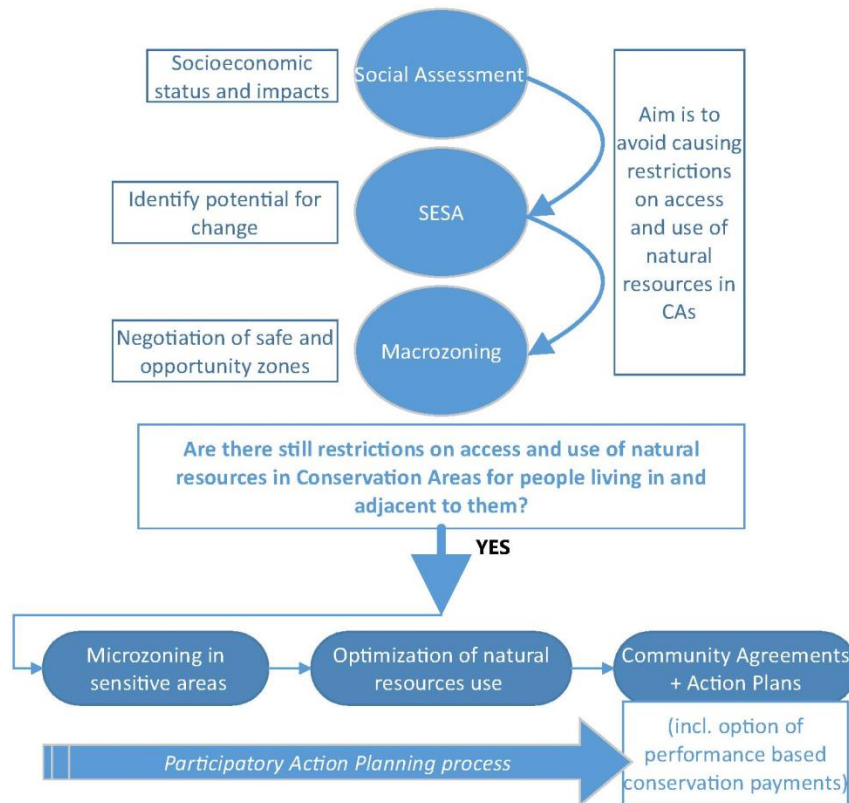 Socioeconomic
status and impacts
Social Assessment
Aim is to
avoid causing
restrictions
on access
and use of
natural
resources in
CAs
Identify potential for
change
SESA
Negotiation of safe and
opportunity zones
Macrozoning
Are there still restrictions on access and use of natural
resources in Conservation Areas for people living in and
adjacent to them?
YES
Microzoning in
sensitive areas
Optimization of natural
resources use
Community Agreements
+ Action Plans
(incl. option of
performance based
conservation payments)
Participatory Action Planning process